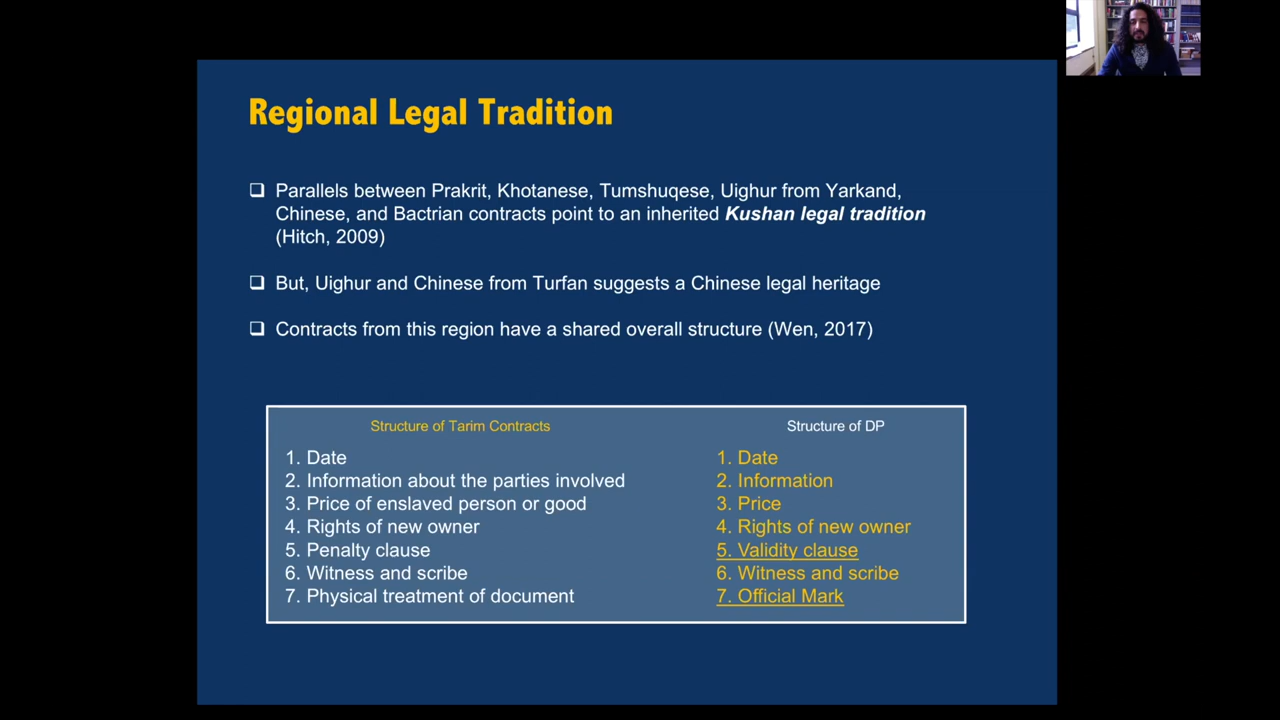 Regional Legal Tradition
Parallels between Prakrit, Khotanese, Tumshuqese, Uighur from Yarkand,
Chinese, and Bactrian contracts point to an inherited Kushan legal tradition
(Hitch, 2009)
But, Uighur and Chinese from Turfan suggests a Chinese legal heritage
Contracts from this region have a shared overall structure (Wen, 2017)
Structure of Tarim Contracts
1. Date
2. Information about the parties involved
3. Price of enslaved person or good
4. Rights of new owner
5. Penalty clause
6. Witness and scribe
7. Physical treatment of document
Structure of DP
1. Date
2. Information
3. Price
4. Rights of new owner
5. Validity clause
6. Witness and scribe
7. Official Mark